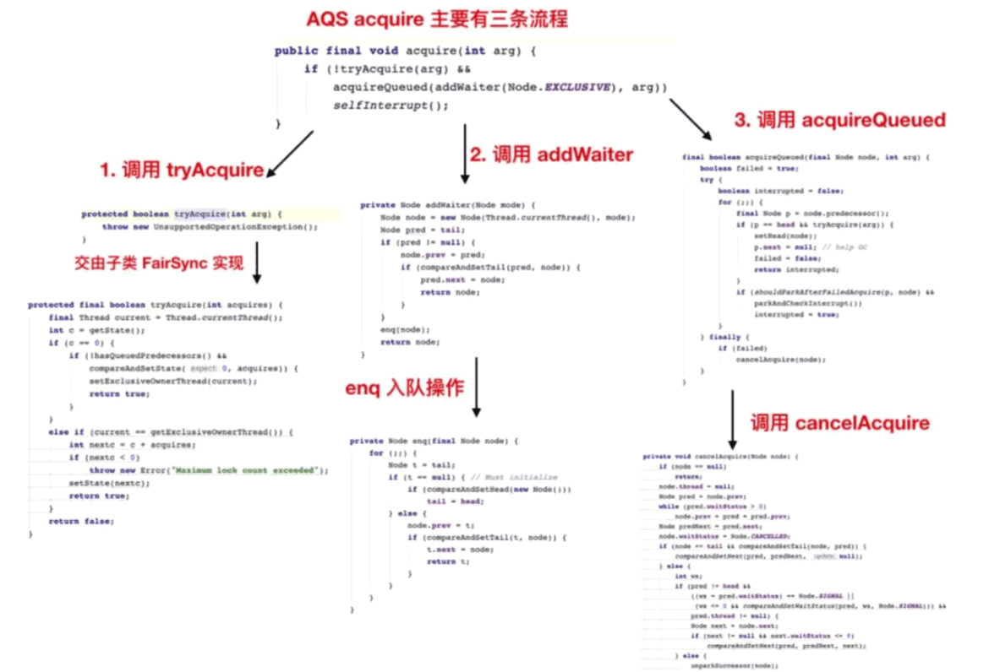 AQS acquire 主要有三条流程
public final void acquire(int arg) {
if (!tryAcquire(arg) &&
acquireQueued(addWaiter(Node.EXCLUSIVE), arg))
selfInterrupt();
}
1. 调用 tryAcquire
protected boolean tryAcquire(int arg) {
throw new UnsupportedOperationException();
}
交由子类 FairSync 实现
protected final boolean tryAcquire(int acquires) {
final Thread current = Thread.currentThread();
int c = getState();
if (c == 0) {
if (!hasQueuedPredecessors() &&
compareAndSetState( expect: 0, acquires)) {
setExclusiveOwnerThread(current);
return true;
}
}
else if (current == getExclusiveOwnerThread()) {
int nextc = c + acquires;
if (nextc < 0)
throw new Error("Maximum lock count exceeded");
setState(nextc);
return true;
}
return false;
}
2. 调用 addWaiter
private Node addWaiter(Node mode) {
Node node = new Node(Thread.currentThread(), mode);
Node pred = tail;
if (pred != null) {
node.prev = pred;
if (compareAndSetTail(pred, node)) {
pred.next = node;
return node;
}
}
enq(node);
return node;
}
enq 入队操作
private Node enq(final Node node) {
for (;;) {
Node t = tail;
if (t == null) { // Must initialize
if (compareAndSetHead(new Node()))
tail = head;
} else {
node.prev = t;
if (compareAndSetTail(t, node)) {
t.next = node;
return t;
}
}
}
}
3. 调用 acquireQueued
final boolean acquireQueued(final Node node, int arg) {
boolean failed = true;
try {
boolean interrupted = false;
for (;;) {
final Node p = node.predecessor();
if (p == head && tryAcquire(arg)) {
setHead(node);
p.next = null; // help GC
failed = false;
return interrupted;
}
if (shouldParkAfterFailedAcquire(p, node) &&
parkAndCheckInterrupt())
interrupted = true;
}
} finally {
if (failed)
cancelAcquire(node);
}
}
调用 cancelAcquire
private void cancelAcquire(Node node) {
if (node == null)
return;
node.thread = null;
Node pred = node.prev;
while (pred.waitStatus > 0)
node.prev = pred = pred.prev;
Node predNext = pred.next;
node.waitStatus = Node.CANCELLED;
if (node == tail && compareAndSetTail(node, pred)) {
compareAndSetNext(pred, predNext, update: null);
} else {
int ws;
if (pred != head &&
((ws = pred.waitStatus) == Node.SIGNAL ||
(ws <= 0 && compareAndSetWaitStatus(pred, ws, Node.SIGNAL))) &&
pred.thread != null) {
Node next = node.next;
if (next != null && next.waitStatus <= 0)
compareAndSetNext(pred, predNext, next);
} else {
unparkSuccessor(node);